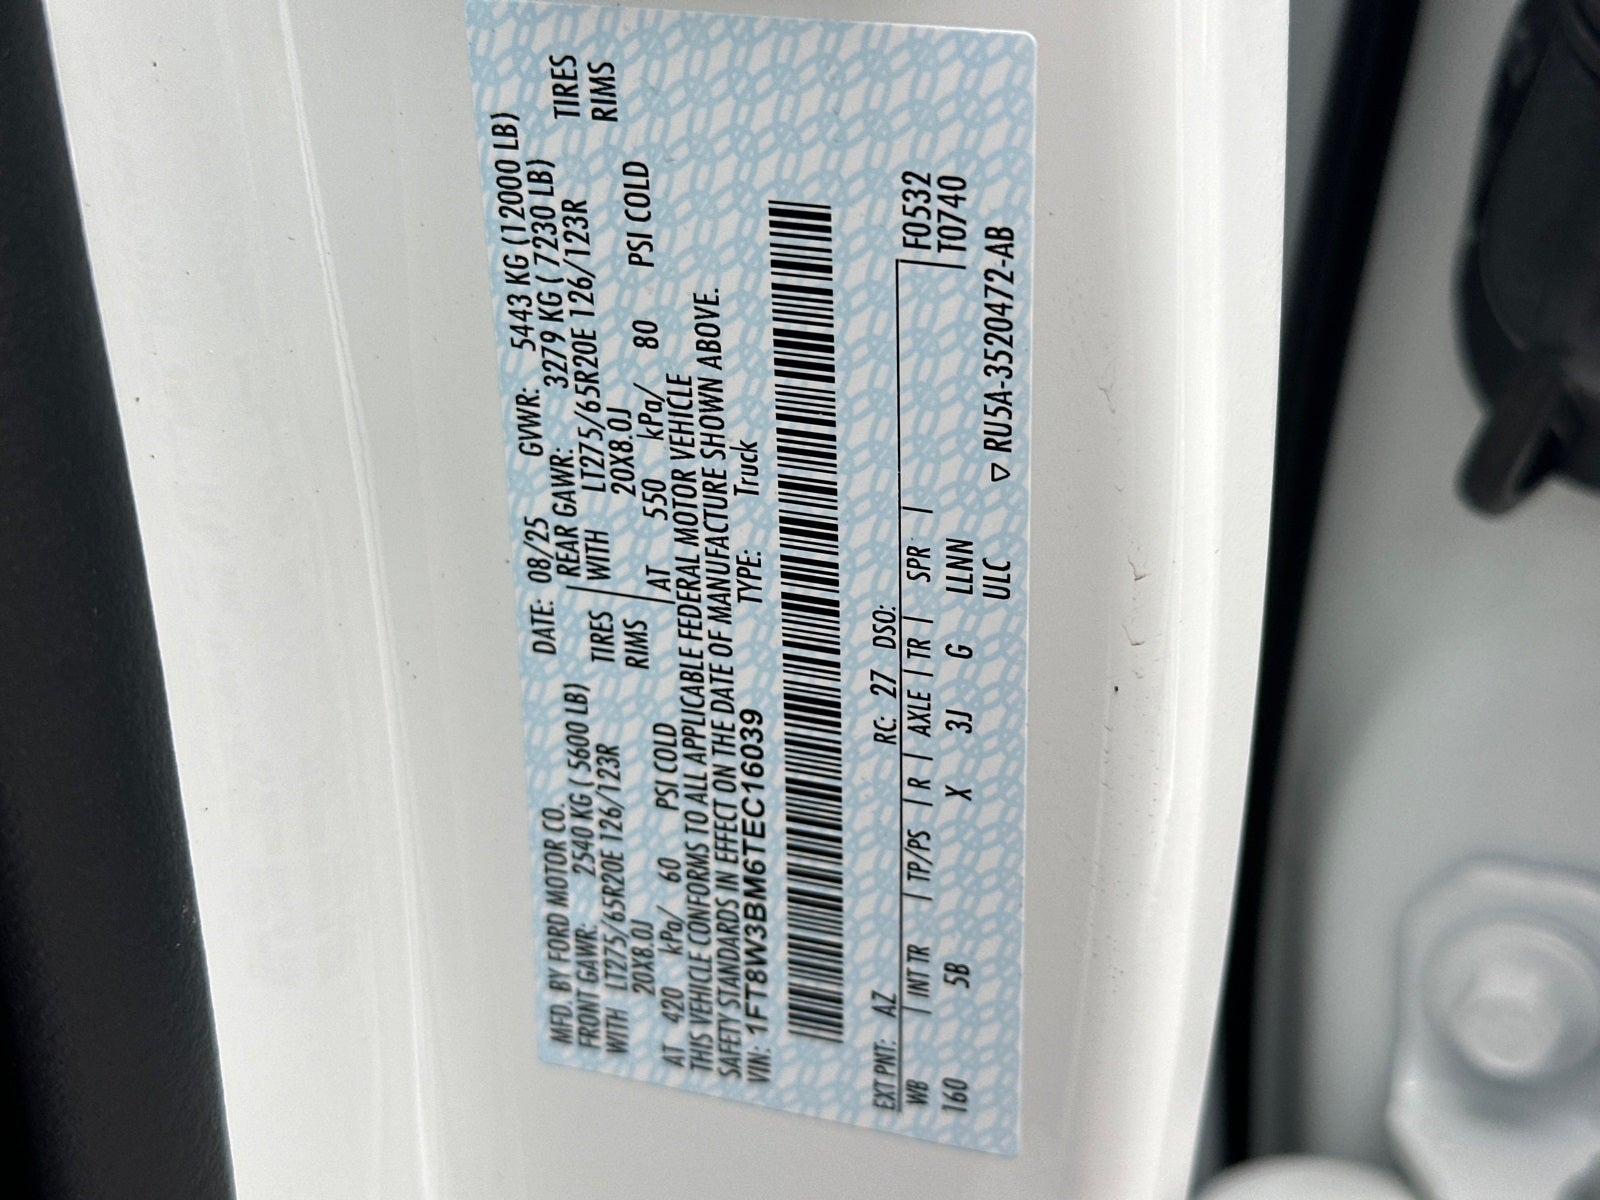 MFD. BY FORD MOTOR CO. DATE: 08/25 GVWR: 5443 KG (12000 LB)
FRONT GAWR: 2540 KG ( 5600 LB) REAR GAWR: 3279 KG ( 7230 LB)
WITH LT275/65R20E 126/123R TIRES WITH LT275/65R20E 126/123R TIRES
20X8.0J RIMS 20X8.0J RIMS
AT 420 kPa/ 60 PSI COLD AT 550 kPa/ 80 PSI COLD
THIS VEHICLE CONFORMS TO ALL APPLICABLE FEDERAL MOTOR VEHICLE
SAFETY STANDARDS IN EFFECT ON THE DATE OF MANUFACTURE SHOWN ABOVE.
VIN: 1FT8W3BM6TEC16039 TYPE: Truck
EXT PNT: AZ RC: 27 DSO:
WB | INT TR | TP/PS | R | AXLE | TR | SPR | F0532
160 5B X 3J G LLNN T0740
ULC ▽ RU5A-3520472-AB